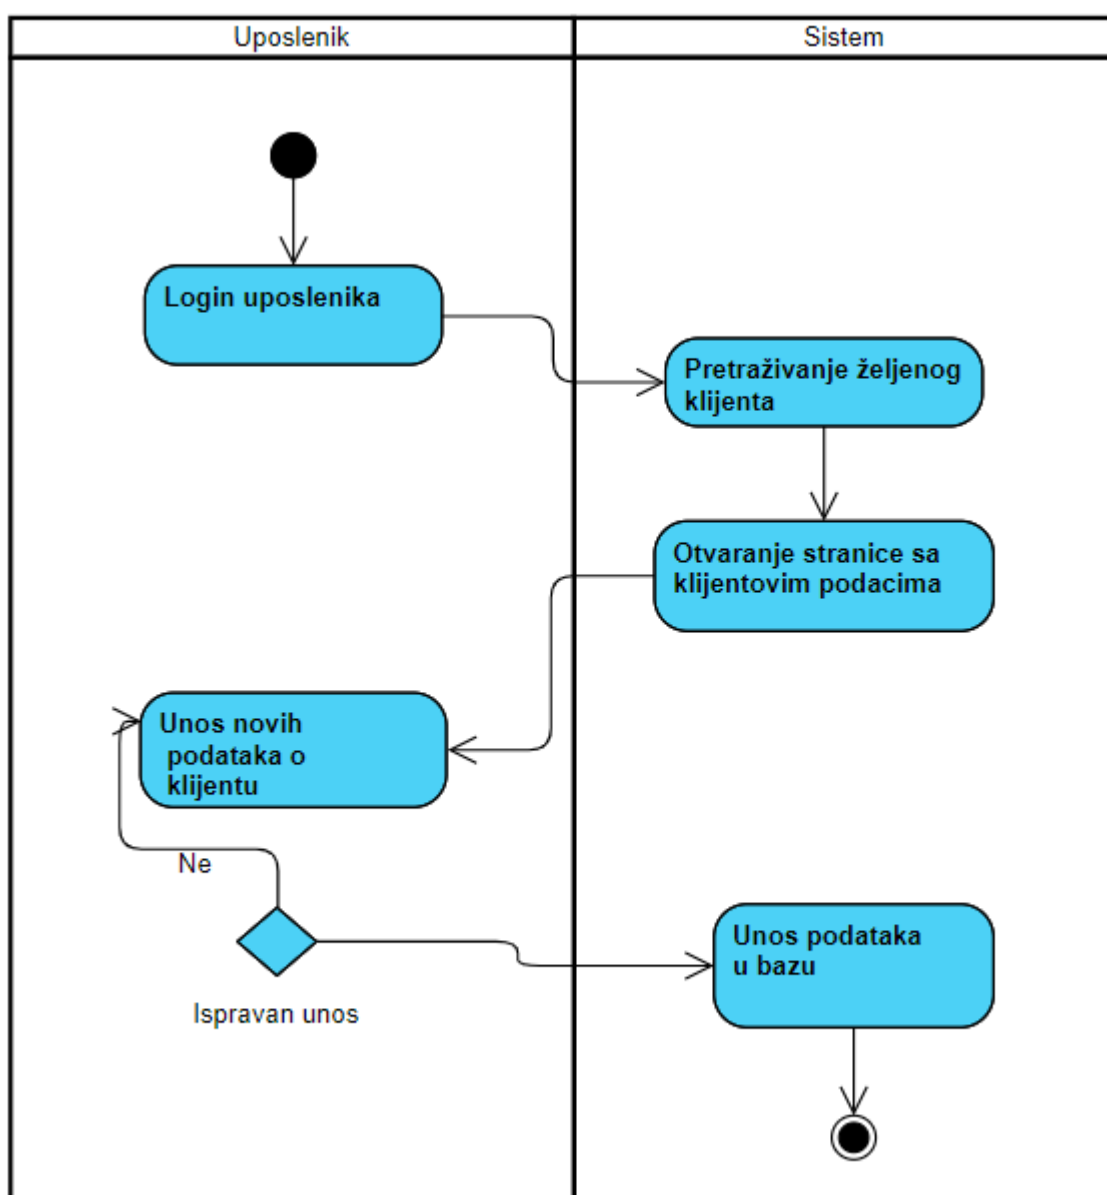 Uposlenik
Sistem
Login uposlenika
Pretraživanje željenog
klijenta
Otvaranje stranice sa
klijentovim podacima
Unos novih
podataka o
klijentu
Ne
Ispravan unos
Unos podataka
u bazu